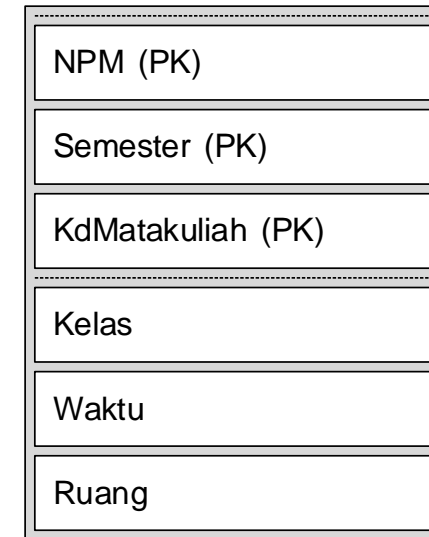 NPM (PK)
Semester (PK)
KdMatakuliah (PK)
Kelas
Waktu
Ruang